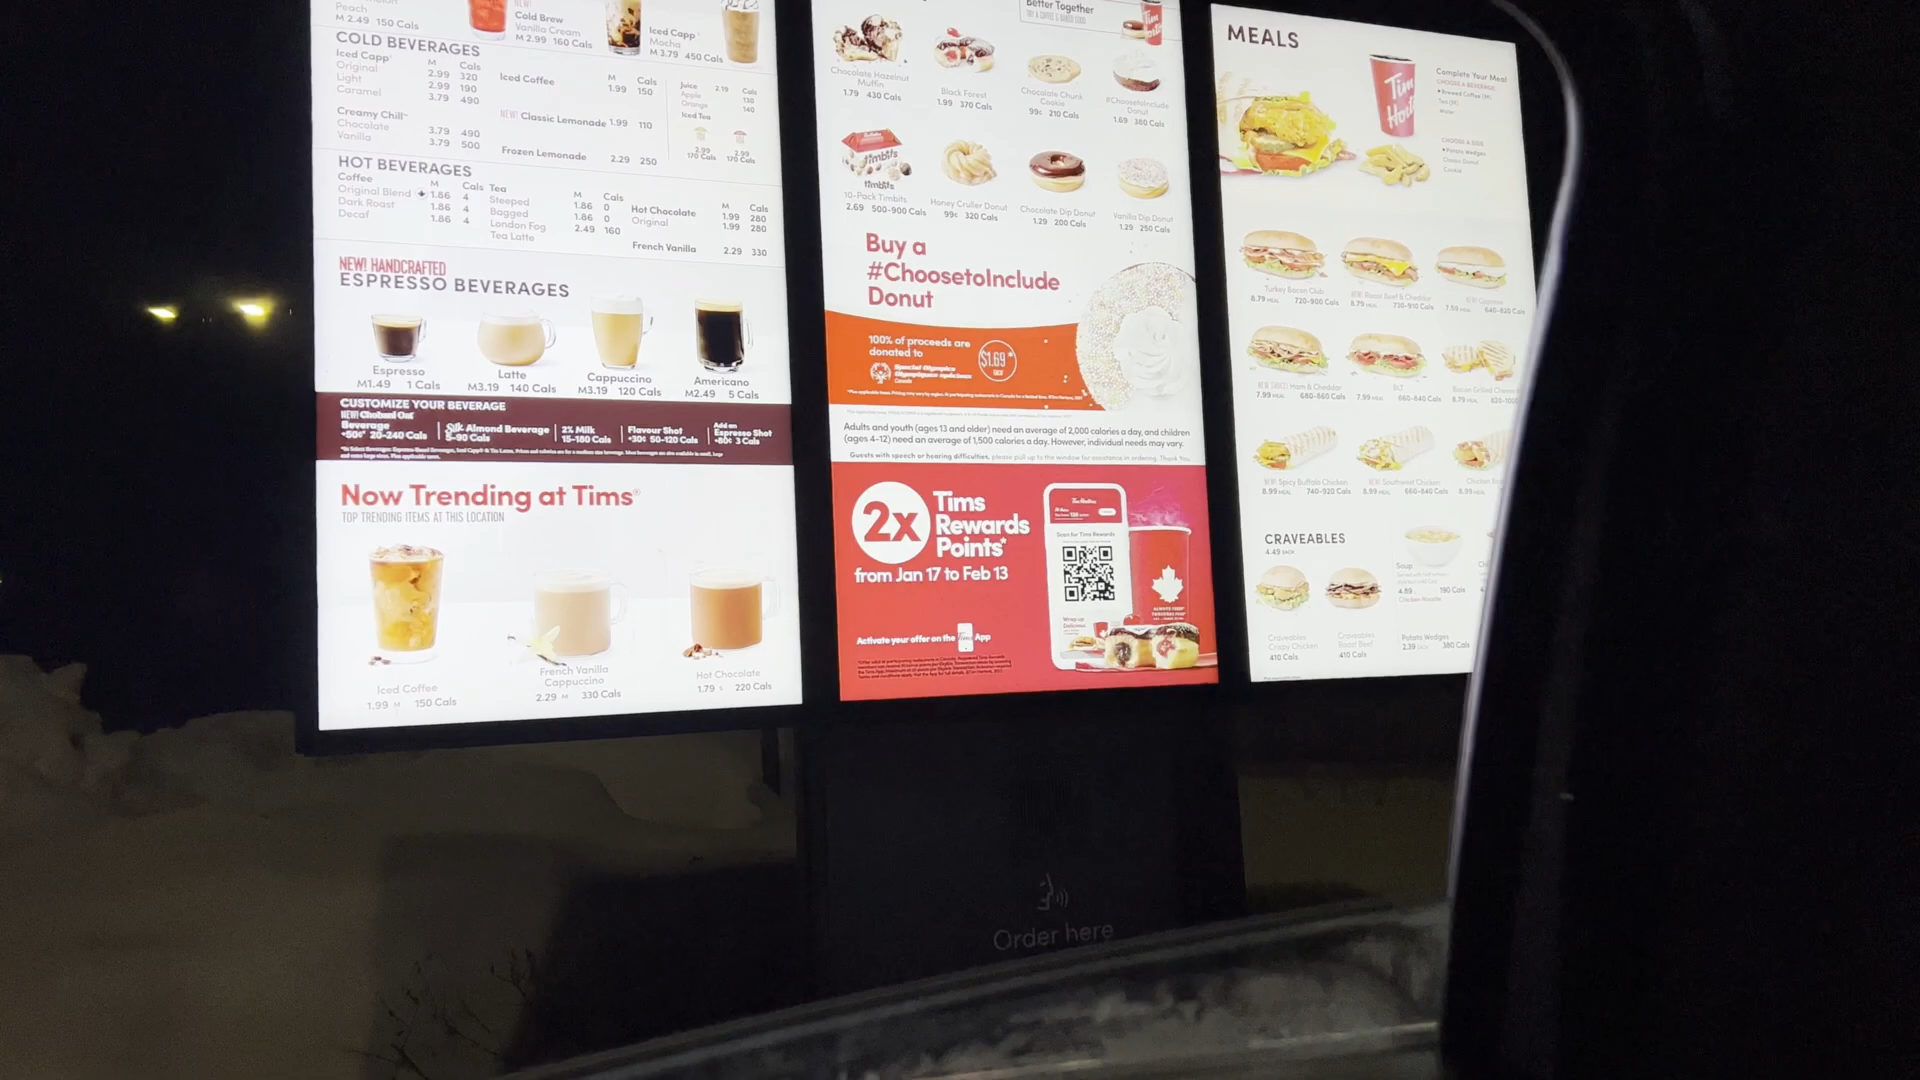 Peach
M 2.49 150 Cals
NEW!
Cold Brew
Vanilla Cream
M 2.99 160 Cals
Iced Capp
Mocha
M 3.79 450 Cals
COLD BEVERAGES
M Cals
Iced Capp
Original 2.99 320
Light 2.99 190
Caramel 3.79 490
Creamy Chill™
Chocolate 3.79 490
Vanilla 3.79 500
M Cals
Iced Coffee 1.99 150
NEW! Classic Lemonade 1.99 110
Frozen Lemonade 2.29 250
Juice 2.19 Cals
Apple 130
Orange 140
Iced Tea
2.99 2.99
170 Cals 170 Cals
HOT BEVERAGES
Coffee M Cals
Original Blend 1.86 4
Dark Roast 1.86 4
Decaf 1.86 4
Tea M Cals
Steeped 1.86 0
Bagged 1.86 0
London Fog 2.49 160
Tea Latte
M Cals
Hot Chocolate 1.99 280
Original 1.99 280
French Vanilla 2.29 330
NEW! HANDCRAFTED
ESPRESSO BEVERAGES
Espresso
M1.49 1 Cals
Latte
M3.19 140 Cals
Cappuccino
M3.19 120 Cals
Americano
M2.49 5 Cals
CUSTOMIZE YOUR BEVERAGE
NEW! Chobani Oat
Beverage
+50¢* 20-240 Cals
Silk Almond Beverage
5-90 Cals
2% Milk
15-180 Cals
Flavour Shot
+30¢ 50-120 Cals
Add an
Espresso Shot
+80¢ 3 Cals
Now Trending at Tims®
TOP TRENDING ITEMS AT THIS LOCATION
Iced Coffee
1.99 M 150 Cals
French Vanilla
Cappuccino
2.29 M 330 Cals
Hot Chocolate
1.79 S 220 Cals
Better Together
Chocolate Hazelnut
Muffin
1.79 430 Cals
Black Forest
1.99 370 Cals
Chocolate Chunk
Cookie
99¢ 210 Cals
#ChoosetoInclude
Donut
1.69 380 Cals
timbits
timbits
10-Pack Timbits
2.69 500-900 Cals
Honey Cruller Donut
99¢ 320 Cals
Chocolate Dip Donut
1.29 200 Cals
Vanilla Dip Donut
1.29 250 Cals
Buy a
#ChoosetoInclude
Donut
100% of proceeds are
donated to
Special Olympics
Olympiques spéciaux
Canada
$1.69*
EACH
Adults and youth (ages 13 and older) need an average of 2,000 calories a day, and children
(ages 4-12) need an average of 1,500 calories a day. However, individual needs may vary.
Guests with speech or hearing difficulties, please pull up to the window for assistance in ordering. Thank You.
2x
Tims
Rewards
Points*
from Jan 17 to Feb 13
Activate your offer on the Tims App
Tim Hortons
Scan for Tims Rewards
Order here
MEALS
Tim
Horto
Complete Your Meal
CHOOSE A BEVERAGE
• Brewed Coffee (M)
Tea (M)
Water
CHOOSE A SIDE
• Potato Wedges
Classic Donut
Cookie
Turkey Bacon Club
8.79 MEAL 720-900 Cals
NEW! Roast Beef & Cheddar
8.79 MEAL 730-910 Cals
NEW! Caprese
7.59 MEAL 640-820 Cals
Ham & Cheddar
7.99 MEAL 680-860 Cals
BLT
7.99 MEAL 660-840 Cals
Bacon Grilled Cheese
NEW! Spicy Buffalo Chicken
8.99 MEAL 740-920 Cals
NEW! Southwest Chicken
8.99 MEAL 660-840 Cals
Chicken
8.99 MEAL
CRAVEABLES
4.49 EACH
Soup
4.89 190 Cals
Chicken Noodle
Craveables
Crispy Chicken
410 Cals
Craveables
Roast Beef
410 Cals
Potato Wedges
2.39 380 Cals